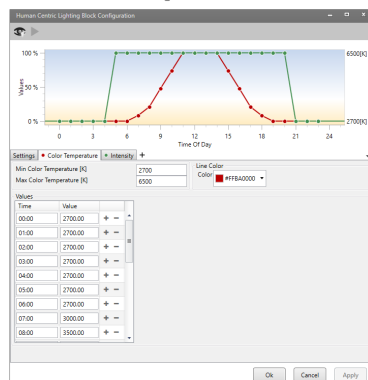 Human Centric Lighting Block Configuration
100 %
50 %
0 %
Values
6500[K]
2700[K]
0 3 6 9 12 15 18 21 24
Time Of Day
Settings Color Temperature Intensity +
Min Color Temperature [K] 2700
Max Color Temperature [K] 6500
Line Color
Color #FFBA0000
Values
Time Value
00:00 2700.00 + −
01:00 2700.00 + −
02:00 2700.00 + −
03:00 2700.00 + −
04:00 2700.00 + −
05:00 2700.00 + −
06:00 2700.00 + −
07:00 3000.00 + −
08:00 3500.00 + −
Ok Cancel Apply